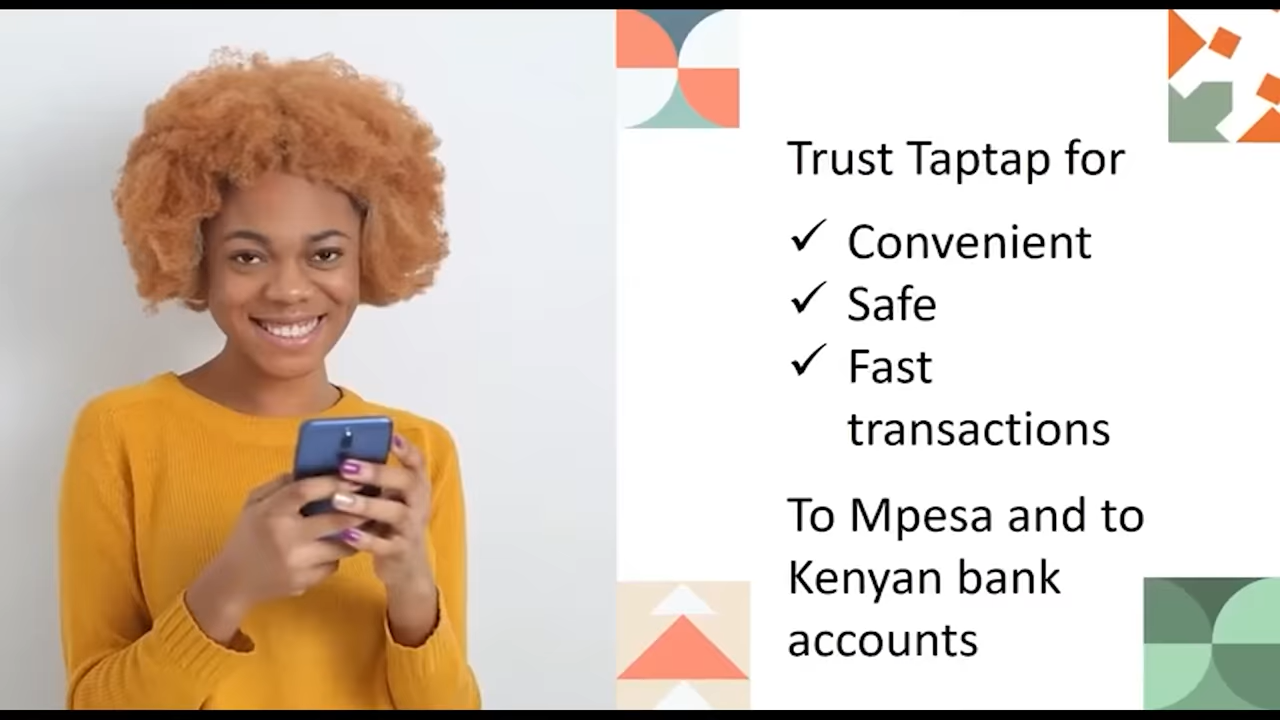 Trust Taptap for
✓ Convenient
✓ Safe
✓ Fast
transactions
To Mpesa and to
Kenyan bank
accounts